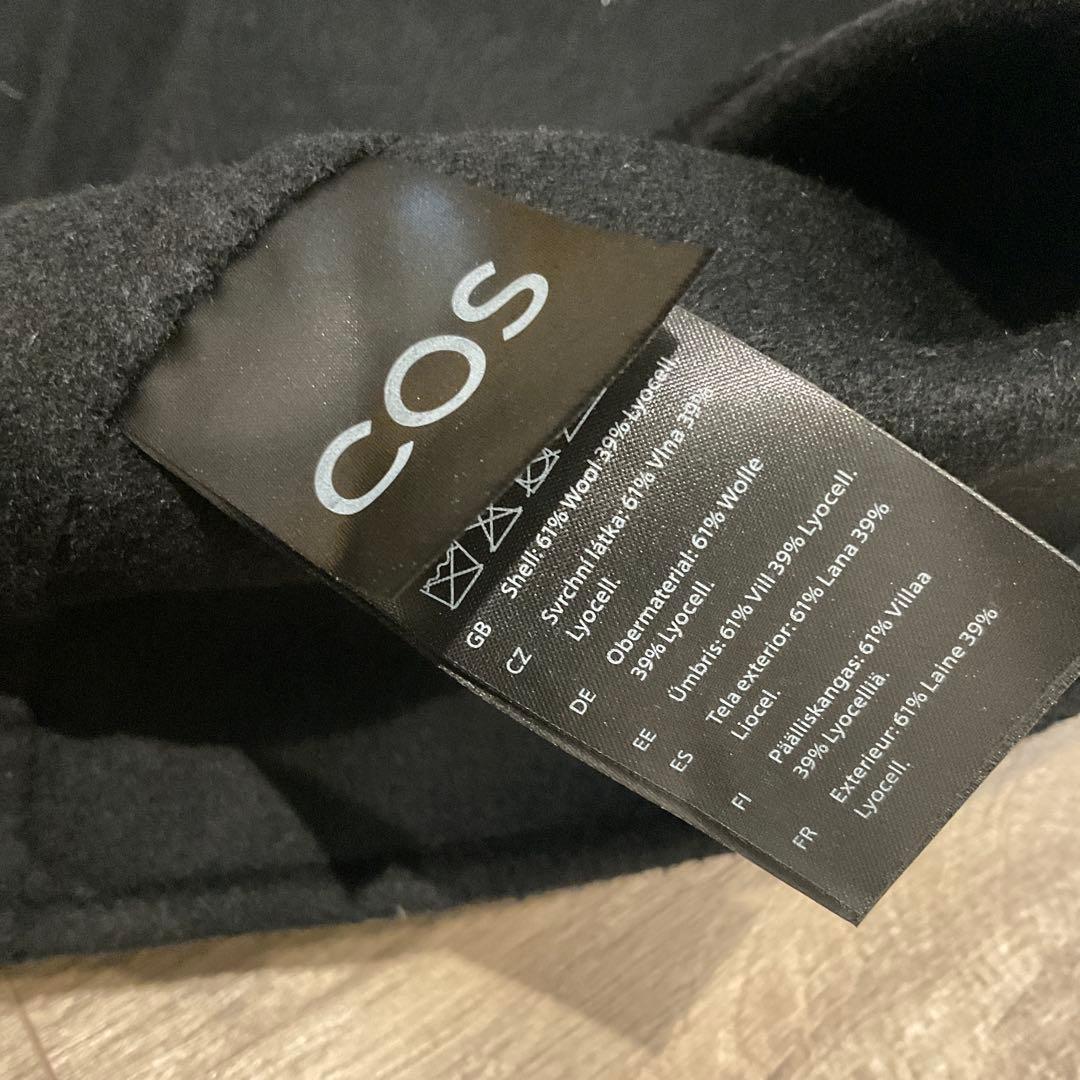 COS
GB Shell: 61% Wool 39% Lyocell.
CZ Svrchní látka: 61% Vlna 39%
Lyocell.
DE Obermaterial: 61% Wolle
39% Lyocell.
EE Úmbris: 61% Vill 39% Lyocell.
ES Tela exterior: 61% Lana 39%
Liocel.
FI Päälliskangas: 61% Villaa
39% Lyocelliä.
FR Exterieur: 61% Laine 39%
Lyocell.